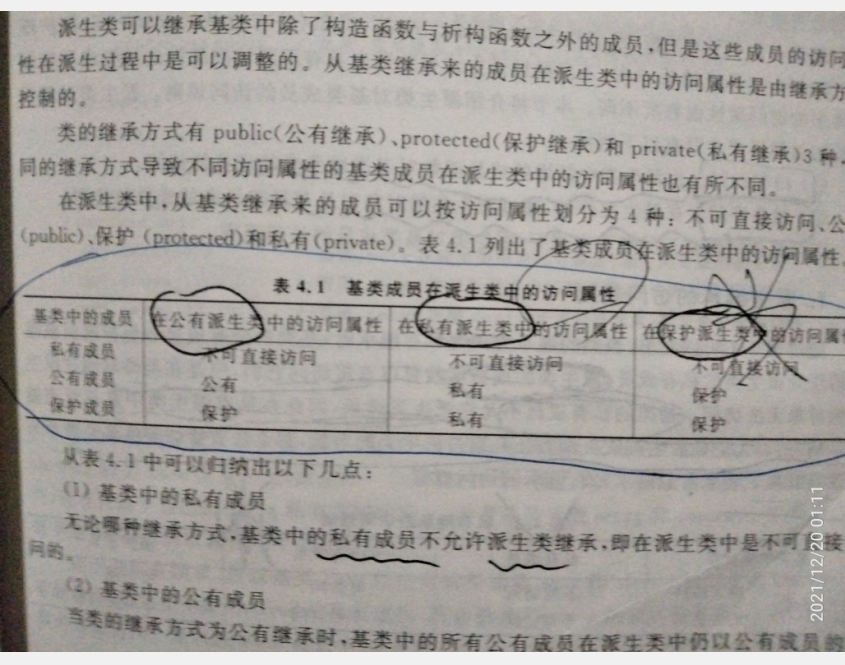 派生类可以继承基类中除了构造函数与析构函数之外的成员,但是这些成员的访问
性在派生过程中是可以调整的。从基类继承来的成员在派生类中的访问属性是由继承方
控制的。
类的继承方式有 public(公有继承)、protected(保护继承)和 private(私有继承)3 种.
同的继承方式导致不同访问属性的基类成员在派生类中的访问属性也有所不同。
在派生类中,从基类继承来的成员可以按访问属性划分为 4 种: 不可直接访问、公
(public)、保护 (protected)和私有(private)。表 4.1 列出了基类成员在派生类中的访问属性。
表 4.1 基类成员在派生类中的访问属性
基类中的成员 在公有派生类中的访问属性 在私有派生类中的访问属性 在保护派生类中的访问属
私有成员 不可直接访问 不可直接访问 不可直接访问
公有成员 公有 私有 保护
保护成员 保护 私有 保护
从表 4.1 中可以归纳出以下几点:
(1) 基类中的私有成员
无论哪种继承方式,基类中的私有成员不允许派生类继承,即在派生类中是不可直接
问的。
(2) 基类中的公有成员
当类的继承方式为公有继承时,基类中的所有公有成员在派生类中仍以公有成员的
2021/12/20 01:11